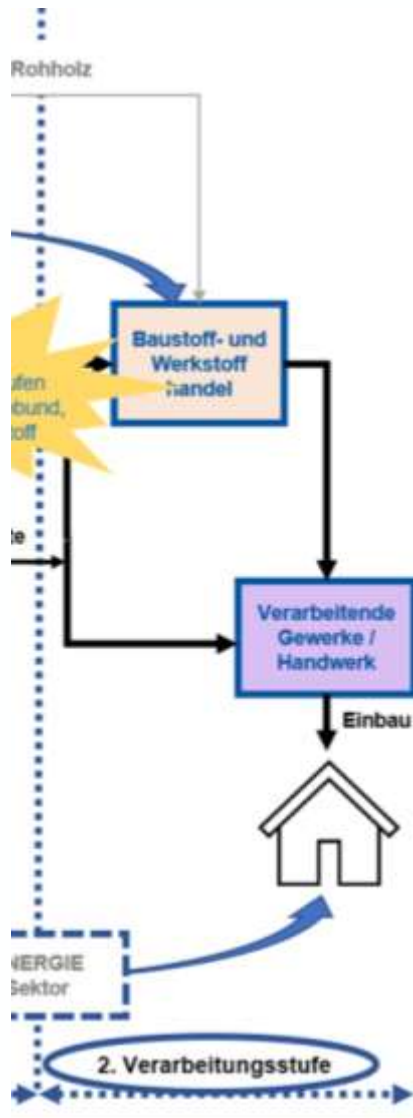 Rohholz
Baustoff- und
Werkstoff
handel
Verarbeitende
Gewerke /
Handwerk
Einbau
2. Verarbeitungsstufe
Sektor